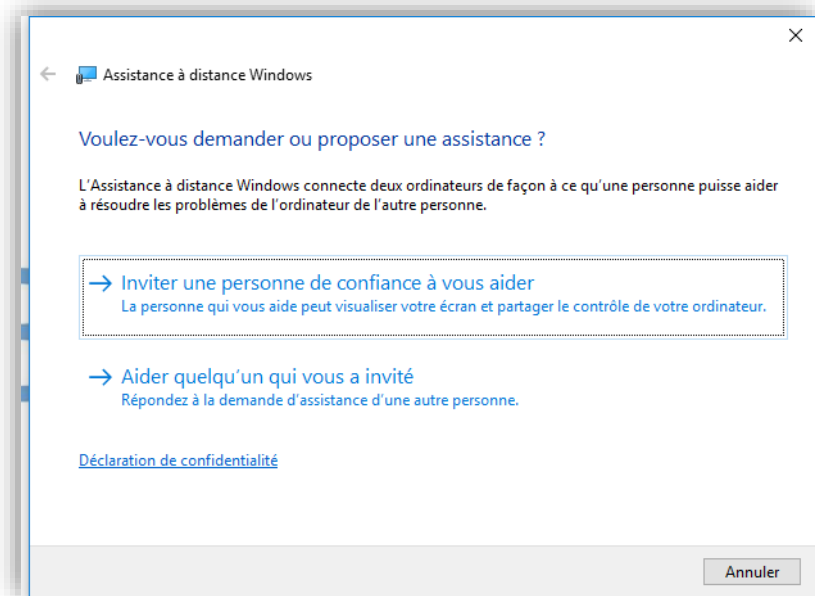 Assistance à distance Windows
Voulez-vous demander ou proposer une assistance ?
L'Assistance à distance Windows connecte deux ordinateurs de façon à ce qu'une personne puisse aider
à résoudre les problèmes de l'ordinateur de l'autre personne.
Inviter une personne de confiance à vous aider
La personne qui vous aide peut visualiser votre écran et partager le contrôle de votre ordinateur.
Aider quelqu'un qui vous a invité
Répondez à la demande d'assistance d'une autre personne.
Déclaration de confidentialité
Annuler